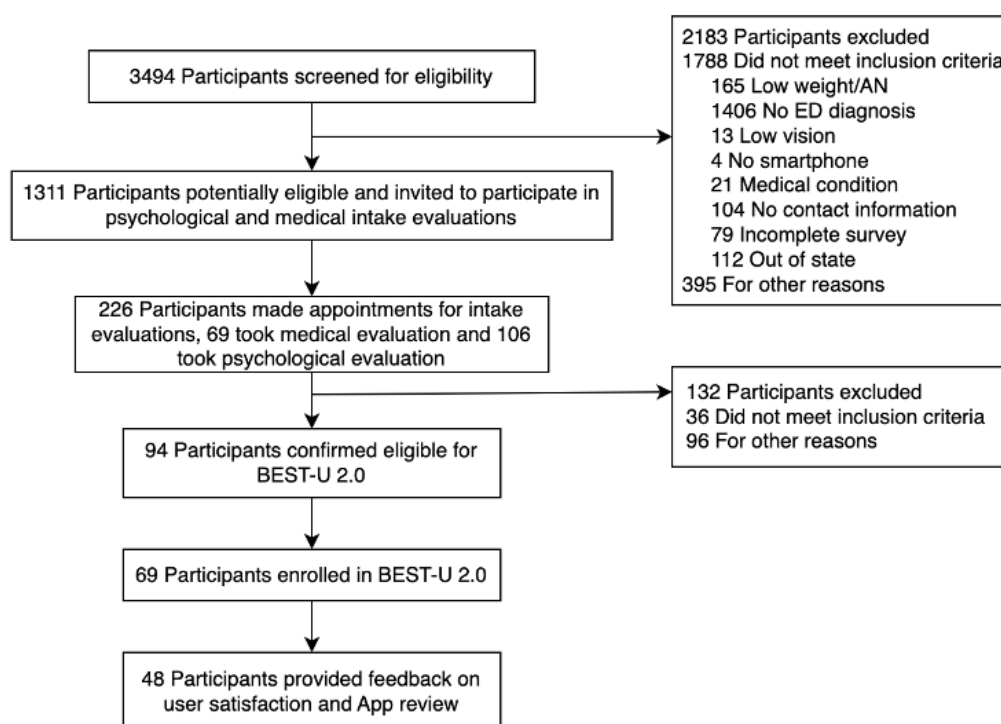 3494 Participants screened for eligibility
2183 Participants excluded
1788 Did not meet inclusion criteria
165 Low weight/AN
1406 No ED diagnosis
13 Low vision
4 No smartphone
21 Medical condition
104 No contact information
79 Incomplete survey
112 Out of state
395 For other reasons
1311 Participants potentially eligible and invited to participate in
psychological and medical intake evaluations
226 Participants made appointments for intake
evaluations, 69 took medical evaluation and 106
took psychological evaluation
132 Participants excluded
36 Did not meet inclusion criteria
96 For other reasons
94 Participants confirmed eligible for
BEST-U 2.0
69 Participants enrolled in BEST-U 2.0
48 Participants provided feedback on
user satisfaction and App review